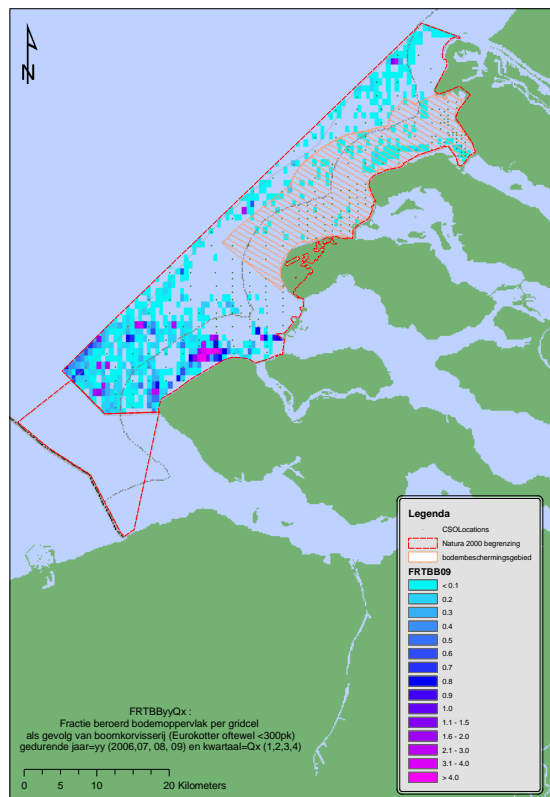 N
Legenda
CSOLocations
Natura 2000 begrenzing
bodembeschermingsgebied
FRTBB09
< 0.1
0.2
0.3
0.4
0.5
0.6
0.7
0.8
0.9
1.0
1.1 - 1.5
1.6 - 2.0
2.1 - 3.0
3.1 - 4.0
> 4.0
FRTBByyQx :
Fractie beroerd bodemoppervlak per gridcel
als gevolg van boomkorvisserij (Eurokotter oftewel <300pk)
gedurende jaar=yy (2006,07, 08, 09) en kwartaal=Qx (1,2,3,4)
0 5 10 20 Kilometers